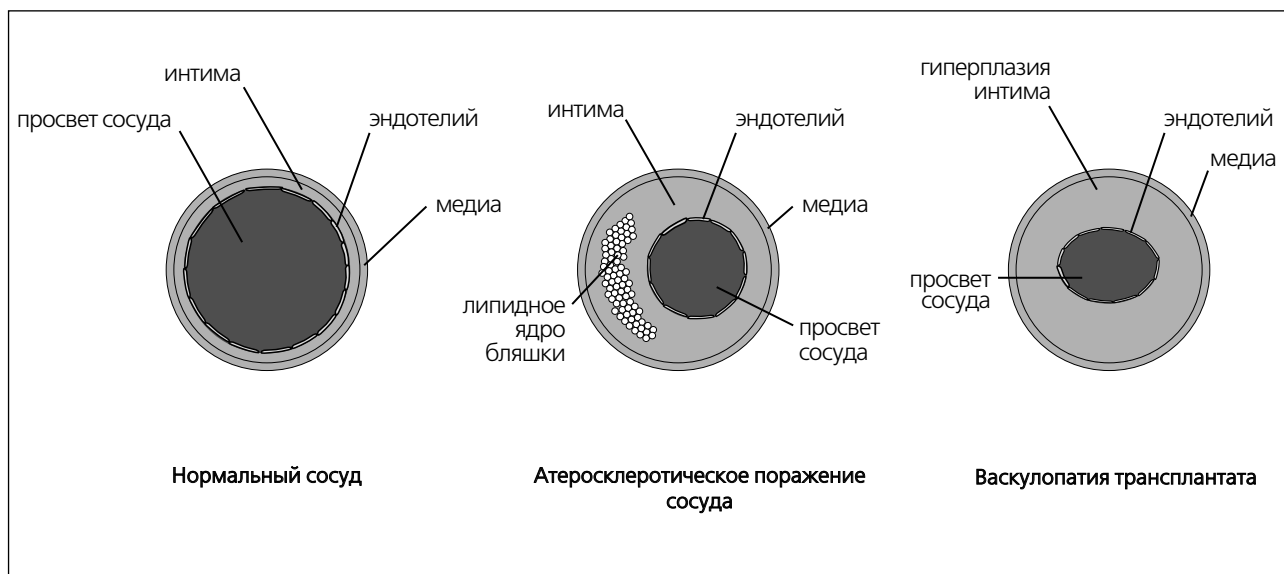 интима
просвет сосуда
эндотелий
медиа
Нормальный сосуд
интима
эндотелий
медиа
липидное
ядро
бляшки
просвет
сосуда
Атеросклеротическое поражение
сосуда
гиперплазия
интима
эндотелий
медиа
просвет
сосуда
Васкулопатия трансплантата